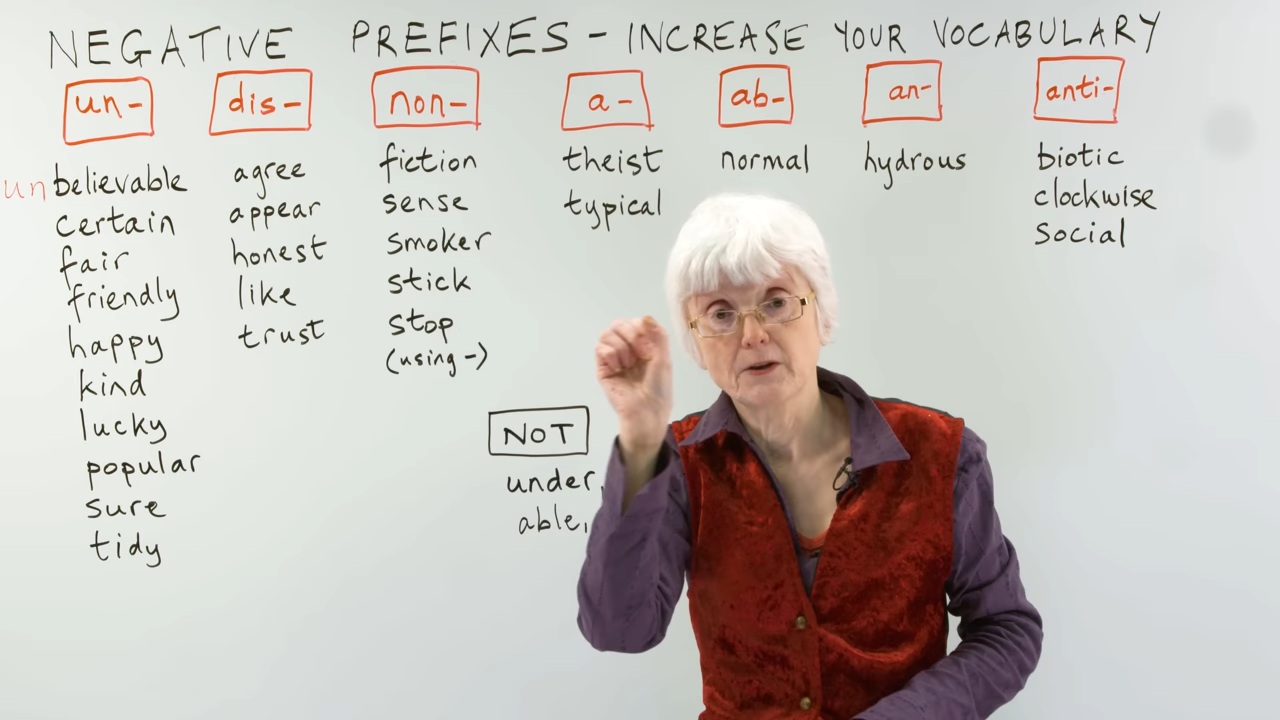 NEGATIVE PREFIXES - INCREASE YOUR VOCABULARY
un-
unbelievable
certain
fair
friendly
happy
kind
lucky
popular
sure
tidy
dis-
agree
appear
honest
like
trust
non-
fiction
sense
smoker
stick
stop
(using -)
a-
theist
typical
ab-
normal
an-
hydrous
anti-
biotic
clockwise
social
NOT
under,
able,